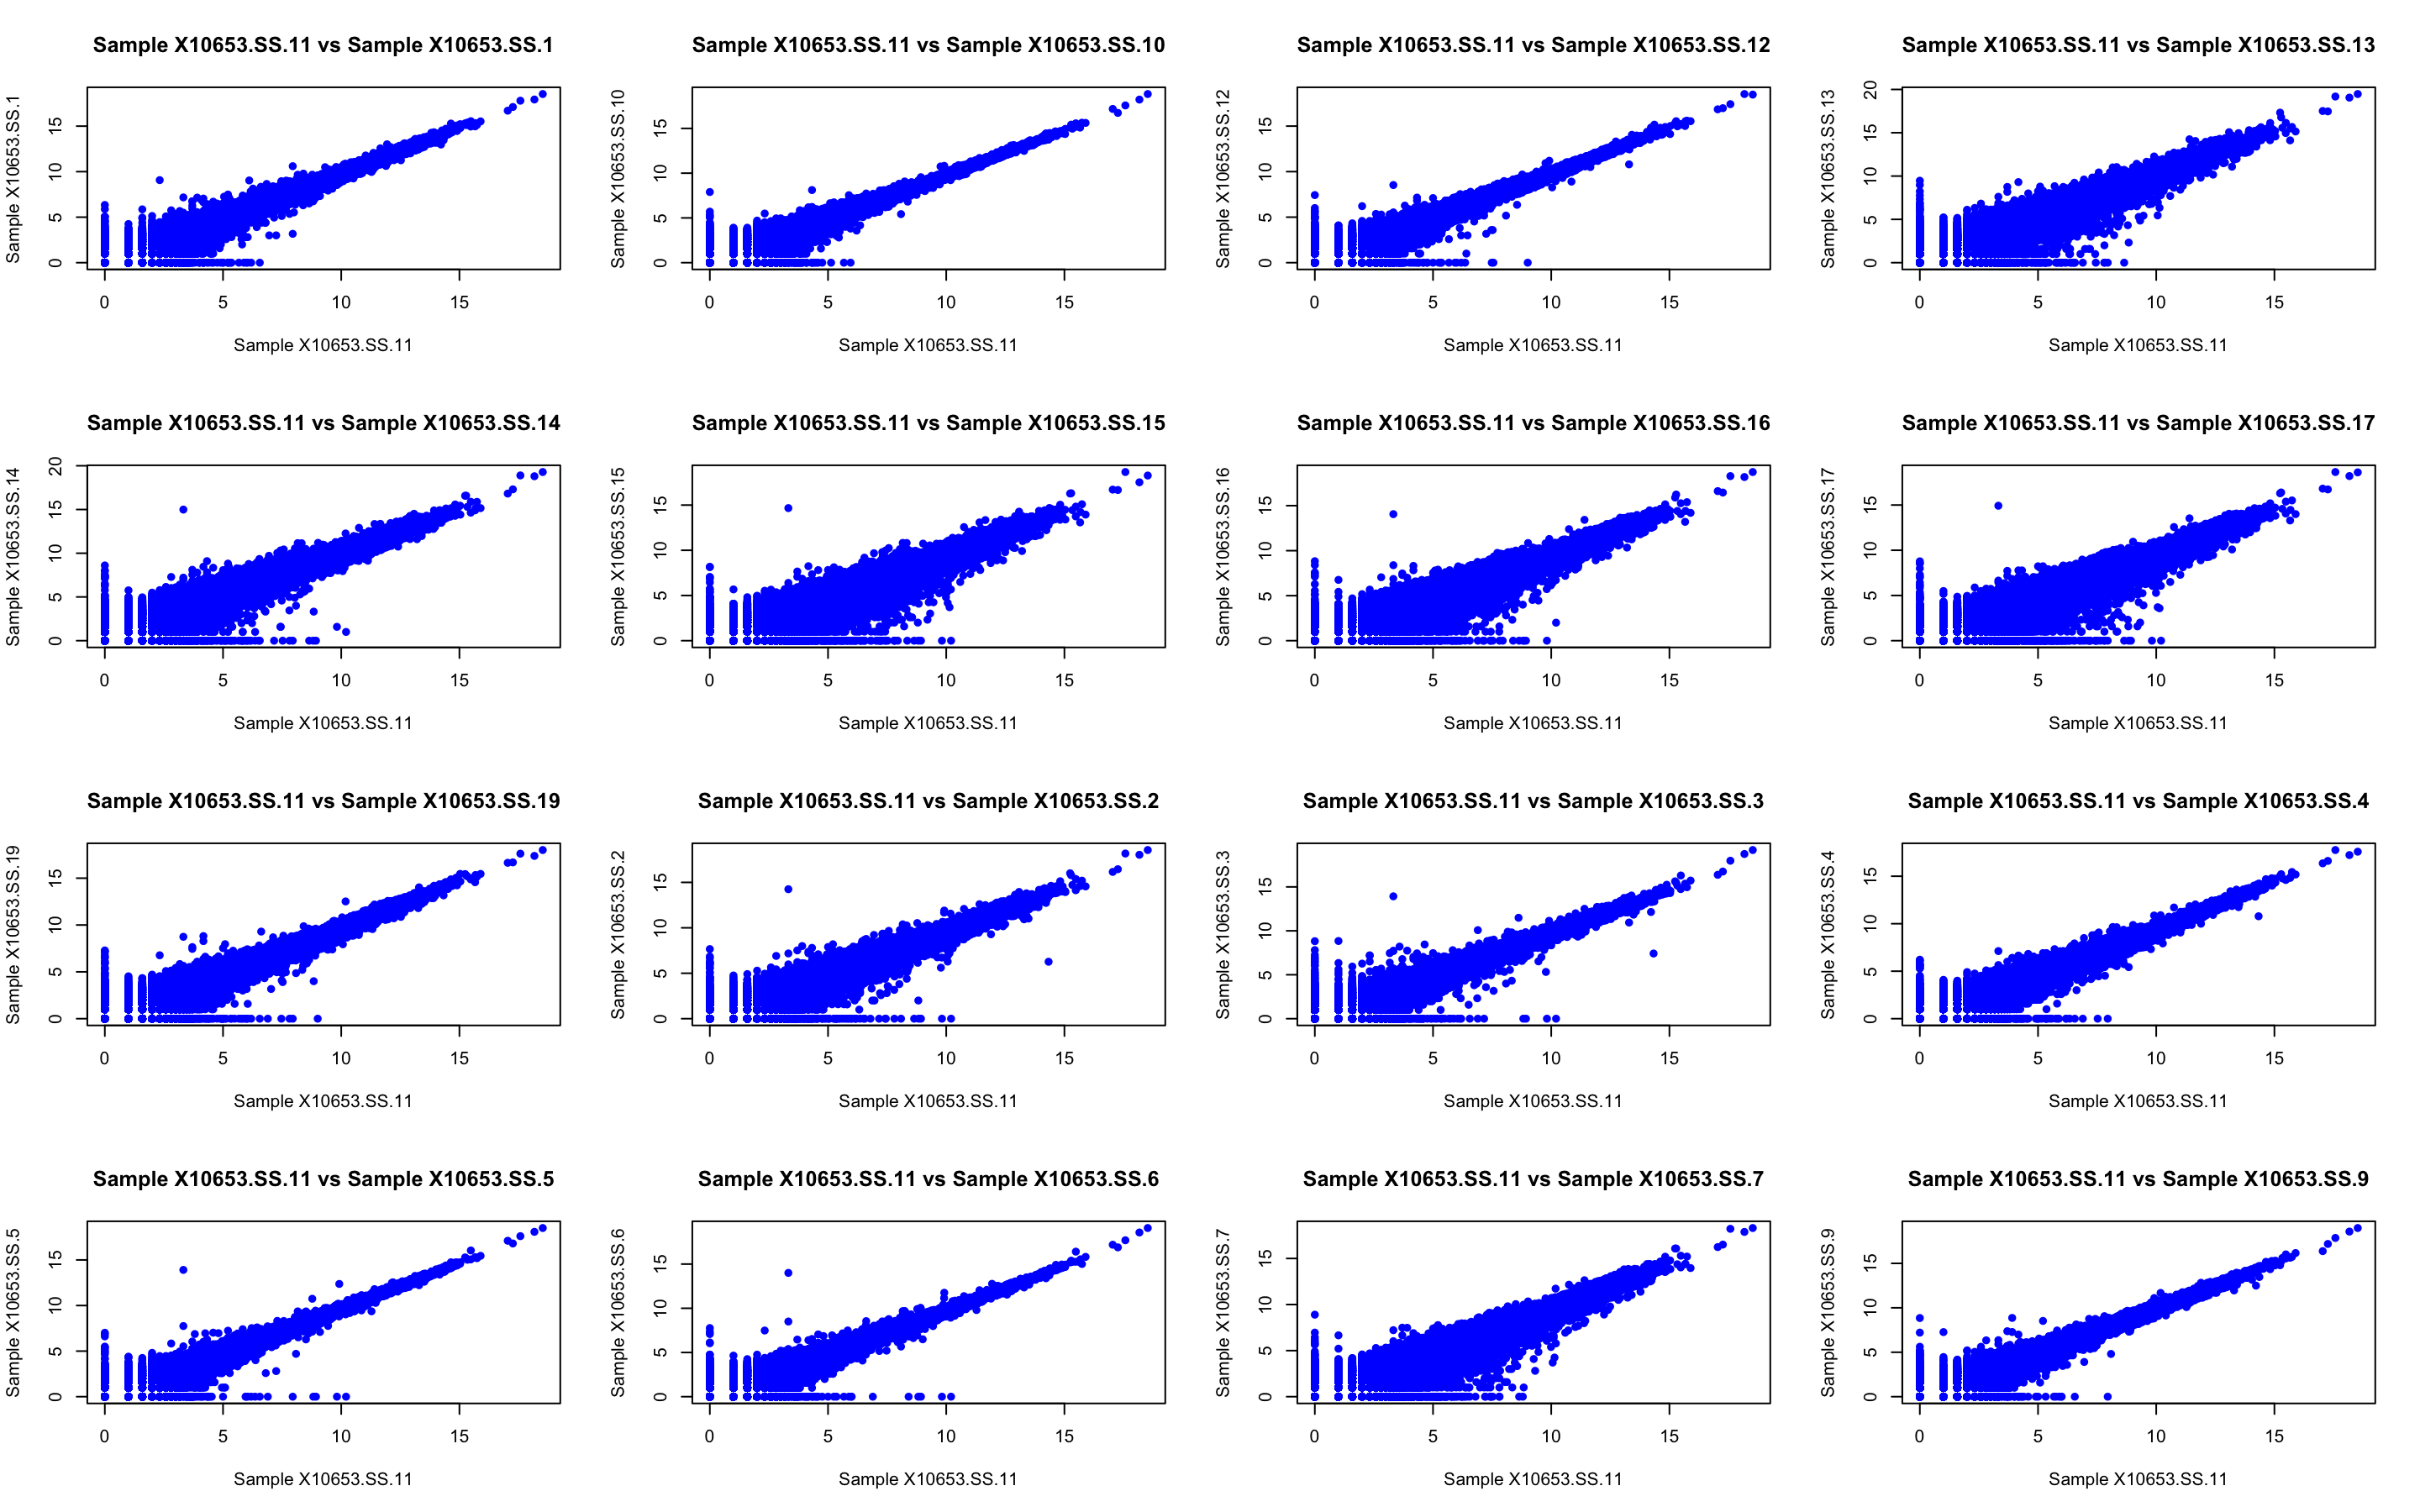 Sample X10653.SS.11 vs Sample X10653.SS.1
Sample X10653.SS.1
0 5 10 15
0 5 10 15
Sample X10653.SS.11
Sample X10653.SS.11 vs Sample X10653.SS.10
Sample X10653.SS.10
0 5 10 15
0 5 10 15
Sample X10653.SS.11
Sample X10653.SS.11 vs Sample X10653.SS.12
Sample X10653.SS.12
0 5 10 15
0 5 10 15
Sample X10653.SS.11
Sample X10653.SS.11 vs Sample X10653.SS.13
Sample X10653.SS.13
0 5 10 15 20
0 5 10 15
Sample X10653.SS.11
Sample X10653.SS.11 vs Sample X10653.SS.14
Sample X10653.SS.14
0 5 10 15 20
0 5 10 15
Sample X10653.SS.11
Sample X10653.SS.11 vs Sample X10653.SS.15
Sample X10653.SS.15
0 5 10 15
0 5 10 15
Sample X10653.SS.11
Sample X10653.SS.11 vs Sample X10653.SS.16
Sample X10653.SS.16
0 5 10 15
0 5 10 15
Sample X10653.SS.11
Sample X10653.SS.11 vs Sample X10653.SS.17
Sample X10653.SS.17
0 5 10 15
0 5 10 15
Sample X10653.SS.11
Sample X10653.SS.11 vs Sample X10653.SS.19
Sample X10653.SS.19
0 5 10 15
0 5 10 15
Sample X10653.SS.11
Sample X10653.SS.11 vs Sample X10653.SS.2
Sample X10653.SS.2
0 5 10 15
0 5 10 15
Sample X10653.SS.11
Sample X10653.SS.11 vs Sample X10653.SS.3
Sample X10653.SS.3
0 5 10 15
0 5 10 15
Sample X10653.SS.11
Sample X10653.SS.11 vs Sample X10653.SS.4
Sample X10653.SS.4
0 5 10 15
0 5 10 15
Sample X10653.SS.11
Sample X10653.SS.11 vs Sample X10653.SS.5
Sample X10653.SS.5
0 5 10 15
0 5 10 15
Sample X10653.SS.11
Sample X10653.SS.11 vs Sample X10653.SS.6
Sample X10653.SS.6
0 5 10 15
0 5 10 15
Sample X10653.SS.11
Sample X10653.SS.11 vs Sample X10653.SS.7
Sample X10653.SS.7
0 5 10 15
0 5 10 15
Sample X10653.SS.11
Sample X10653.SS.11 vs Sample X10653.SS.9
Sample X10653.SS.9
0 5 10 15
0 5 10 15
Sample X10653.SS.11